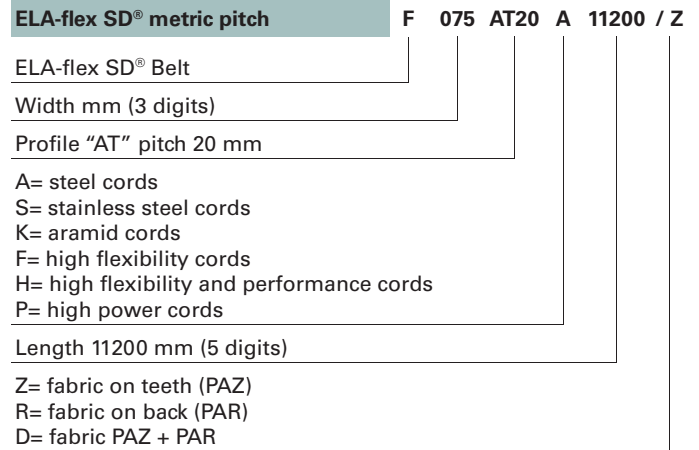 ELA-flex SD® metric pitch F 075 AT20 A 11200 / Z
ELA-flex SD® Belt
Width mm (3 digits)
Profile “AT” pitch 20 mm
A= steel cords
S= stainless steel cords
K= aramid cords
F= high flexibility cords
H= high flexibility and performance cords
P= high power cords
Length 11200 mm (5 digits)
Z= fabric on teeth (PAZ)
R= fabric on back (PAR)
D= fabric PAZ + PAR